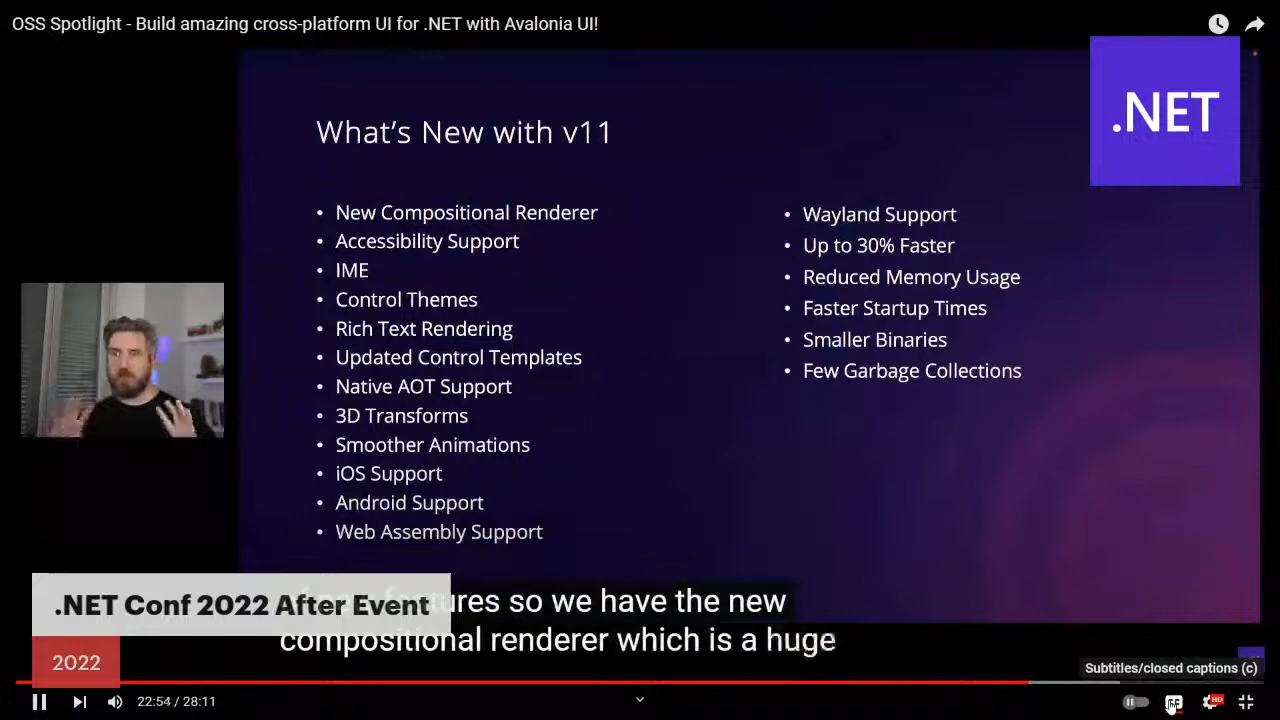 OSS Spotlight - Build amazing cross-platform UI for .NET with Avalonia UI!
.NET
What's New with v11
• New Compositional Renderer
• Accessibility Support
• IME
• Control Themes
• Rich Text Rendering
• Updated Control Templates
• Native AOT Support
• 3D Transforms
• Smoother Animations
• iOS Support
• Android Support
• Web Assembly Support
• Wayland Support
• Up to 30% Faster
• Reduced Memory Usage
• Faster Startup Times
• Smaller Binaries
• Few Garbage Collections
.NET Conf 2022 After Event
2022
so we have the new
compositional renderer which is a huge
Subtitles/closed captions (c)
22:54 / 28:11
HD